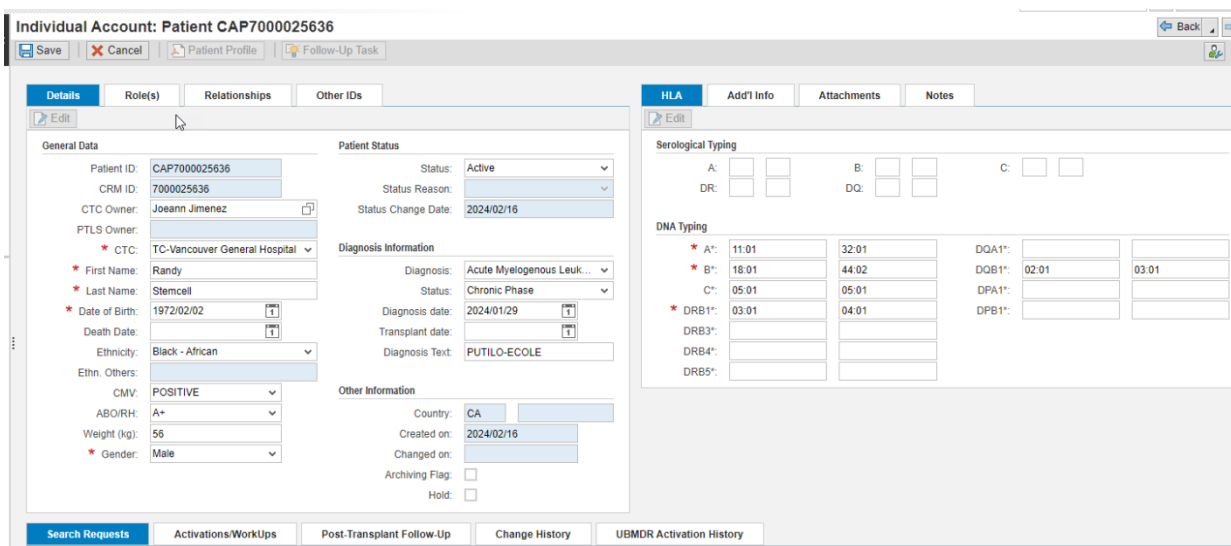 Individual Account: Patient CAP7000025636
Back
Save Cancel Patient Profile Follow-Up Task
Details Role(s) Relationships Other IDs
Edit
General Data
Patient ID: CAP7000025636
CRM ID: 7000025636
CTC Owner: Joeann Jimenez
PTLS Owner:
* CTC: TC-Vancouver General Hospital
* First Name: Randy
* Last Name: Stemcell
* Date of Birth: 1972/02/02
Death Date:
Ethnicity: Black - African
Ethn. Others:
CMV: POSITIVE
ABO/RH: A+
Weight (kg): 56
* Gender: Male
Patient Status
Status: Active
Status Reason:
Status Change Date: 2024/02/16
Diagnosis Information
Diagnosis: Acute Myelogenous Leuk...
Status: Chronic Phase
Diagnosis date: 2024/01/29
Transplant date:
Diagnosis Text: PUTILO-ECOLE
Other Information
Country: CA
Created on: 2024/02/16
Changed on:
Archiving Flag:
Hold:
HLA Add'l Info Attachments Notes
Edit
Serological Typing
A: B: C:
DR: DQ:
DNA Typing
* A*: 11:01 32:01 DQA1*:
* B*: 18:01 44:02 DQB1*: 02:01 03:01
C*: 05:01 05:01 DPA1*:
* DRB1*: 03:01 04:01 DPB1*:
DRB3*:
DRB4*:
DRB5*:
Search Requests Activations/WorkUps Post-Transplant Follow-Up Change History UBMDR Activation History